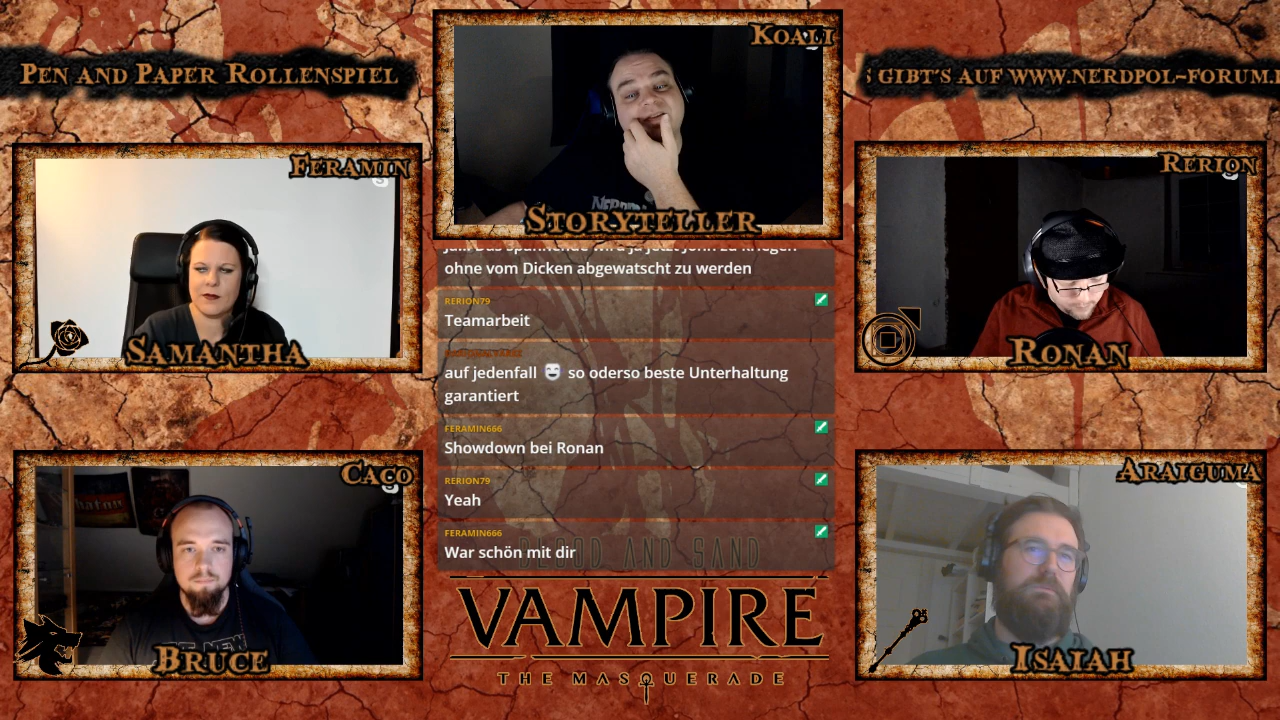 KOALI
PEN AND PAPER ROLLENSPIEL
GIBT'S AUF WWW.NERDPOL-FORUM.
FERAMIN
RERION
STORYTELLER
SAMANTHA
RONAN
ohne vom Dicken abgewatscht zu werden
RERION79
Teamarbeit
auf jedenfall so oderso beste Unterhaltung
garantiert
FERAMIN666
Showdown bei Ronan
RERION79
Yeah
FERAMIN666
War schön mit dir
BLOOD AND SAND
CACO
ARAIGUMA
BRUCE
ISAIAH
VAMPIRE
THE MASQUERADE